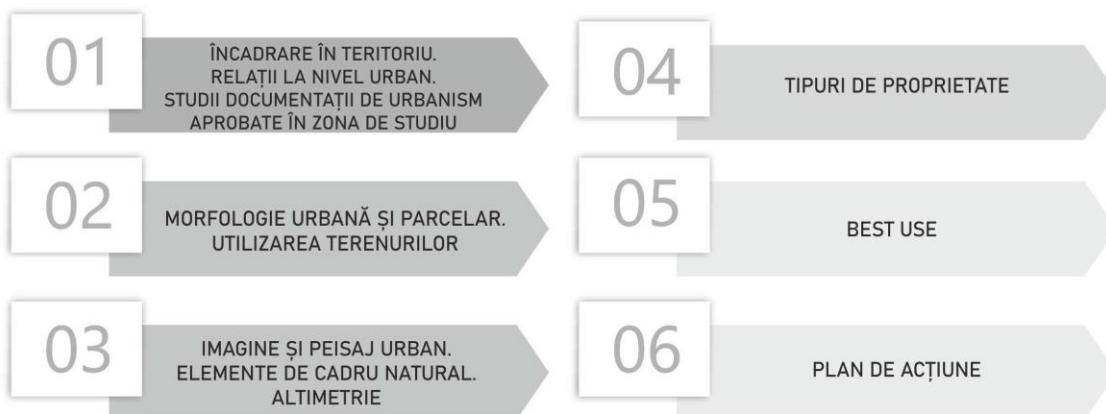 01
ÎNCADRARE ÎN TERITORIU.
RELAȚII LA NIVEL URBAN.
STUDII DOCUMENTAȚII DE URBANISM
APROBATE ÎN ZONA DE STUDIU
02
MORFOLOGIE URBANĂ ȘI PARCELAR.
UTILIZAREA TERENURILOR
03
IMAGINE ȘI PEISAJ URBAN.
ELEMENTE DE CADRU NATURAL.
ALTIMETRIE
04
TIPURI DE PROPRIETATE
05
BEST USE
06
PLAN DE ACȚIUNE